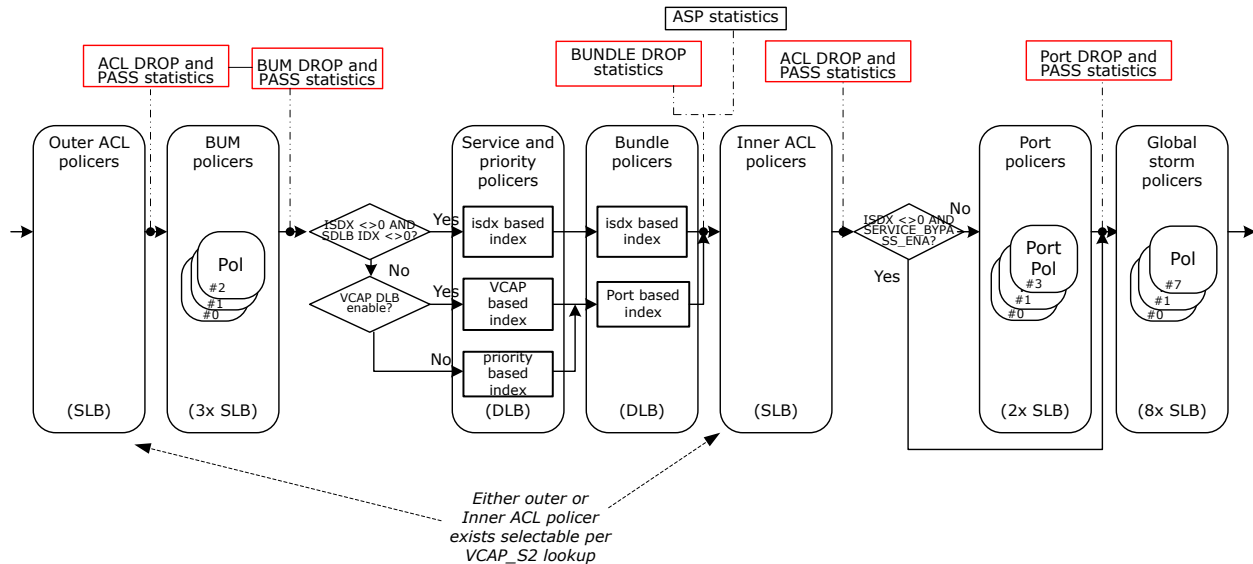 ASP statistics
ACL DROP and
PASS statistics
BUM DROP and
PASS statistics
BUNDLE DROP
statistics
ACL DROP and
PASS statistics
Port DROP and
PASS statistics
Outer ACL
policers
BUM
policers
Service and
priority
policers
Bundle
policers
Inner ACL
policers
Port
policers
Global
storm
policers
ISDX <>0 AND
SDLB IDX <>0?
Yes
isdx based
index
isdx based
index
ISDX <>0 AND
SERVICE_BYPA
SS_ENA?
No
Yes
Pol
#2
#1
#0
No
VCAP DLB
enable?
Yes
VCAP
based
index
Port based
index
Port
Pol
#3
#1
#0
Pol
#7
#1
#0
No
priority
based
index
(SLB)
(3x SLB)
(DLB)
(DLB)
(SLB)
(2x SLB)
(8x SLB)
Either outer or
Inner ACL policer
exists selectable per
VCAP_S2 lookup